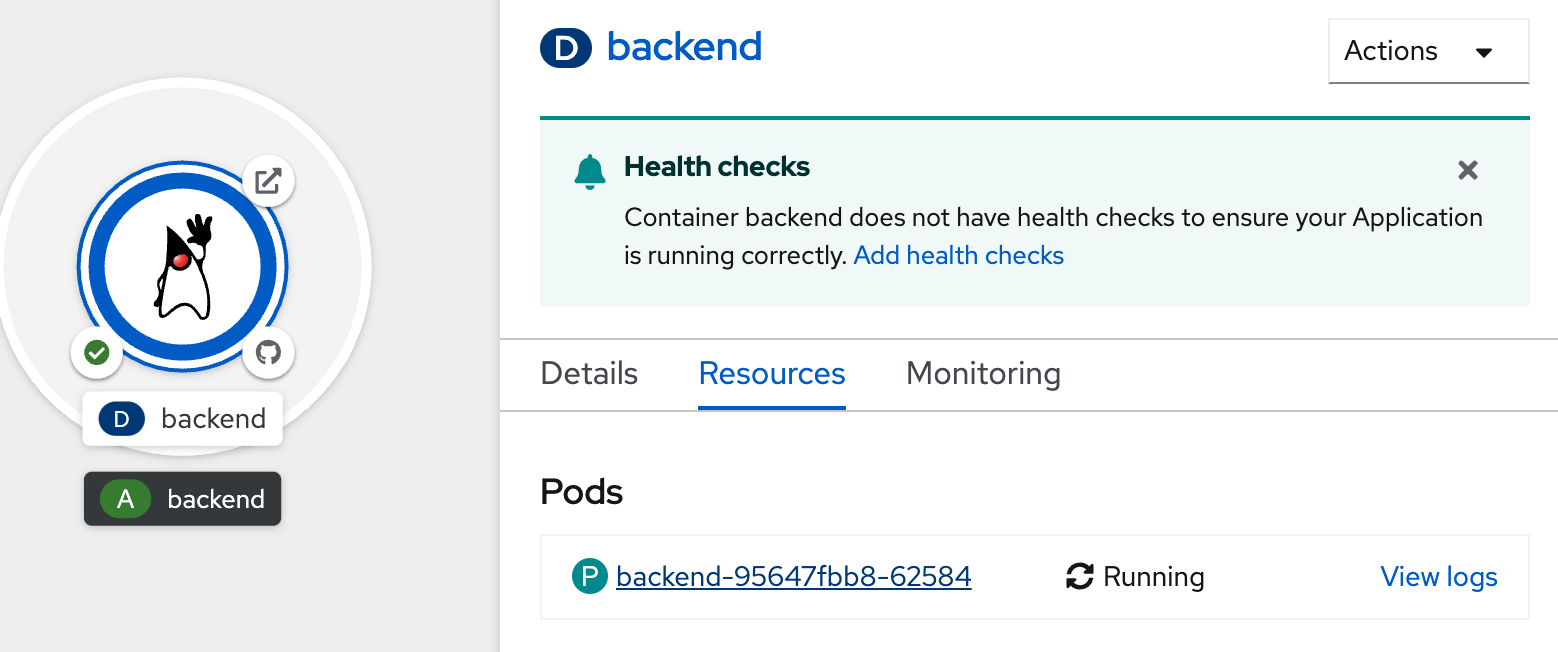 D backend
A backend
D backend
Actions
Health checks
Container backend does not have health checks to ensure your Application
is running correctly. Add health checks
Details Resources Monitoring
Pods
P backend-95647fbb8-62584 Running View logs